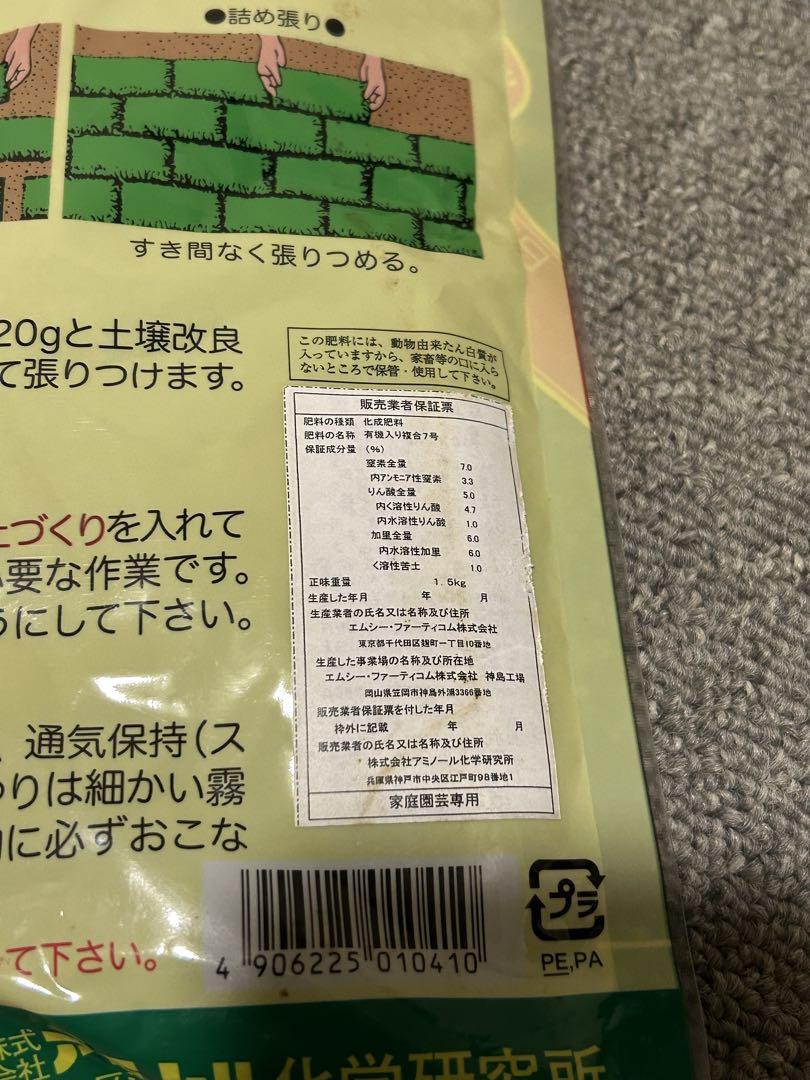 ●詰め張り●
すき間なく張りつめる。
20gと土壌改良
て張りつけます。
この肥料には、動物由来たん白質が
入っていますから、家畜等の口に入ら
ないところで保管・使用して下さい。
販売業者保証票
肥料の種類 化成肥料
肥料の名称 有機入り複合7号
保証成分量 (%)
窒素全量 7.0
内アンモニア性窒素 3.3
りん酸全量 5.0
内く溶性りん酸 4.7
内水溶性りん酸 1.0
加里全量 6.0
内水溶性加里 6.0
く溶性苦土 1.0
正味重量 1.5kg
生産した年月 年 月
生産業者の氏名又は名称及び住所
エムシー・ファーティコム株式会社
東京都千代田区麹町一丁目10番地
生産した事業場の名称及び所在地
エムシー・ファーティコム株式会社 神島工場
岡山県笠岡市神島外浦3366番地
販売業者保証票を付した年月
枠外に記載 年 月
販売業者の氏名又は名称及び住所
株式会社アミノール化学研究所
兵庫県神戸市中央区江戸町98番地1
家庭園芸専用
づくりを入れて
要な作業です。
うにして下さい。
通気保持(ス
わりは細かい霧
に必ずおこな
て下さい。
4 906225 010410
プラ
PE,PA
株式
会社
化学研究所